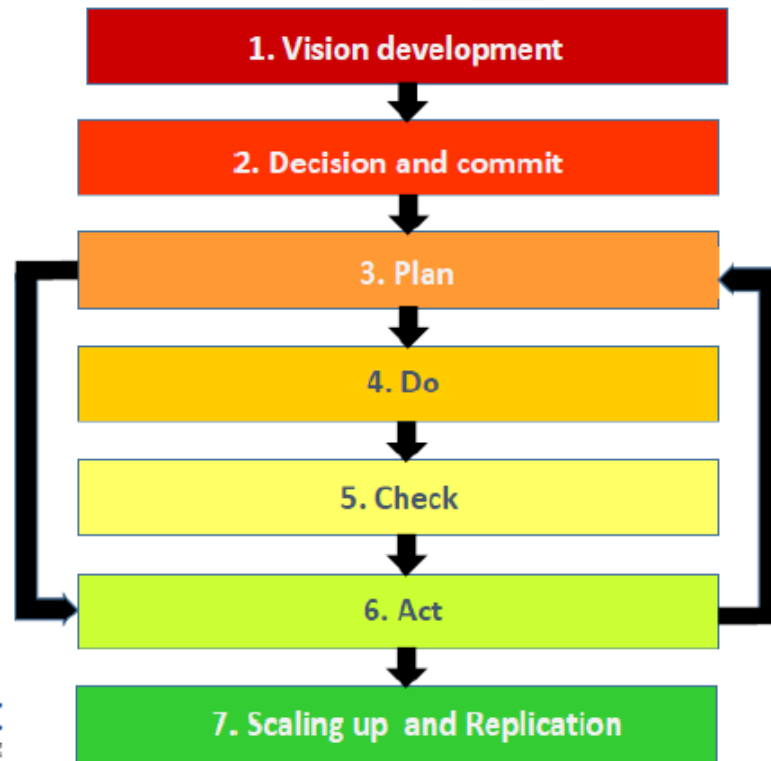 1. Vision development
2. Decision and commit
3. Plan
4. Do
5. Check
6. Act
7. Scaling up and Replication